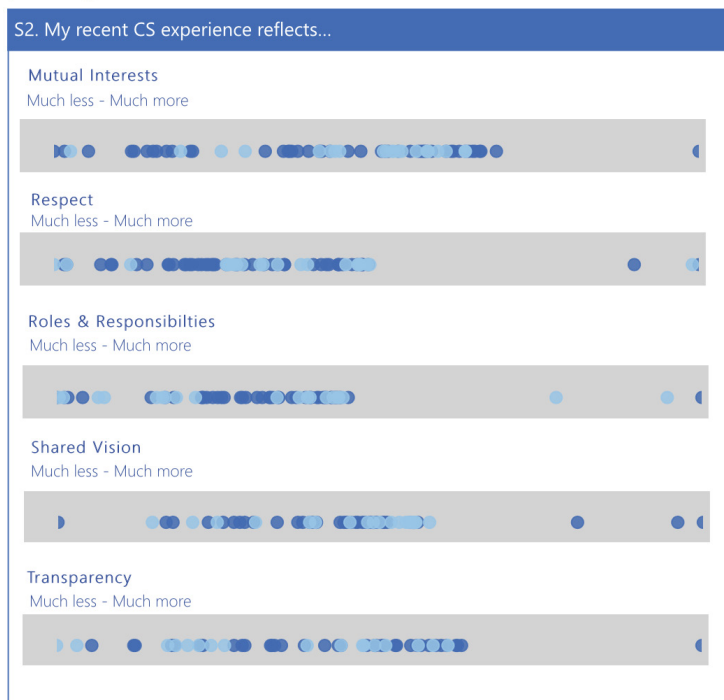 S2. My recent CS experience reflects...
Mutual Interests
Much less - Much more
Respect
Much less - Much more
Roles & Responsibilties
Much less - Much more
Shared Vision
Much less - Much more
Transparency
Much less - Much more